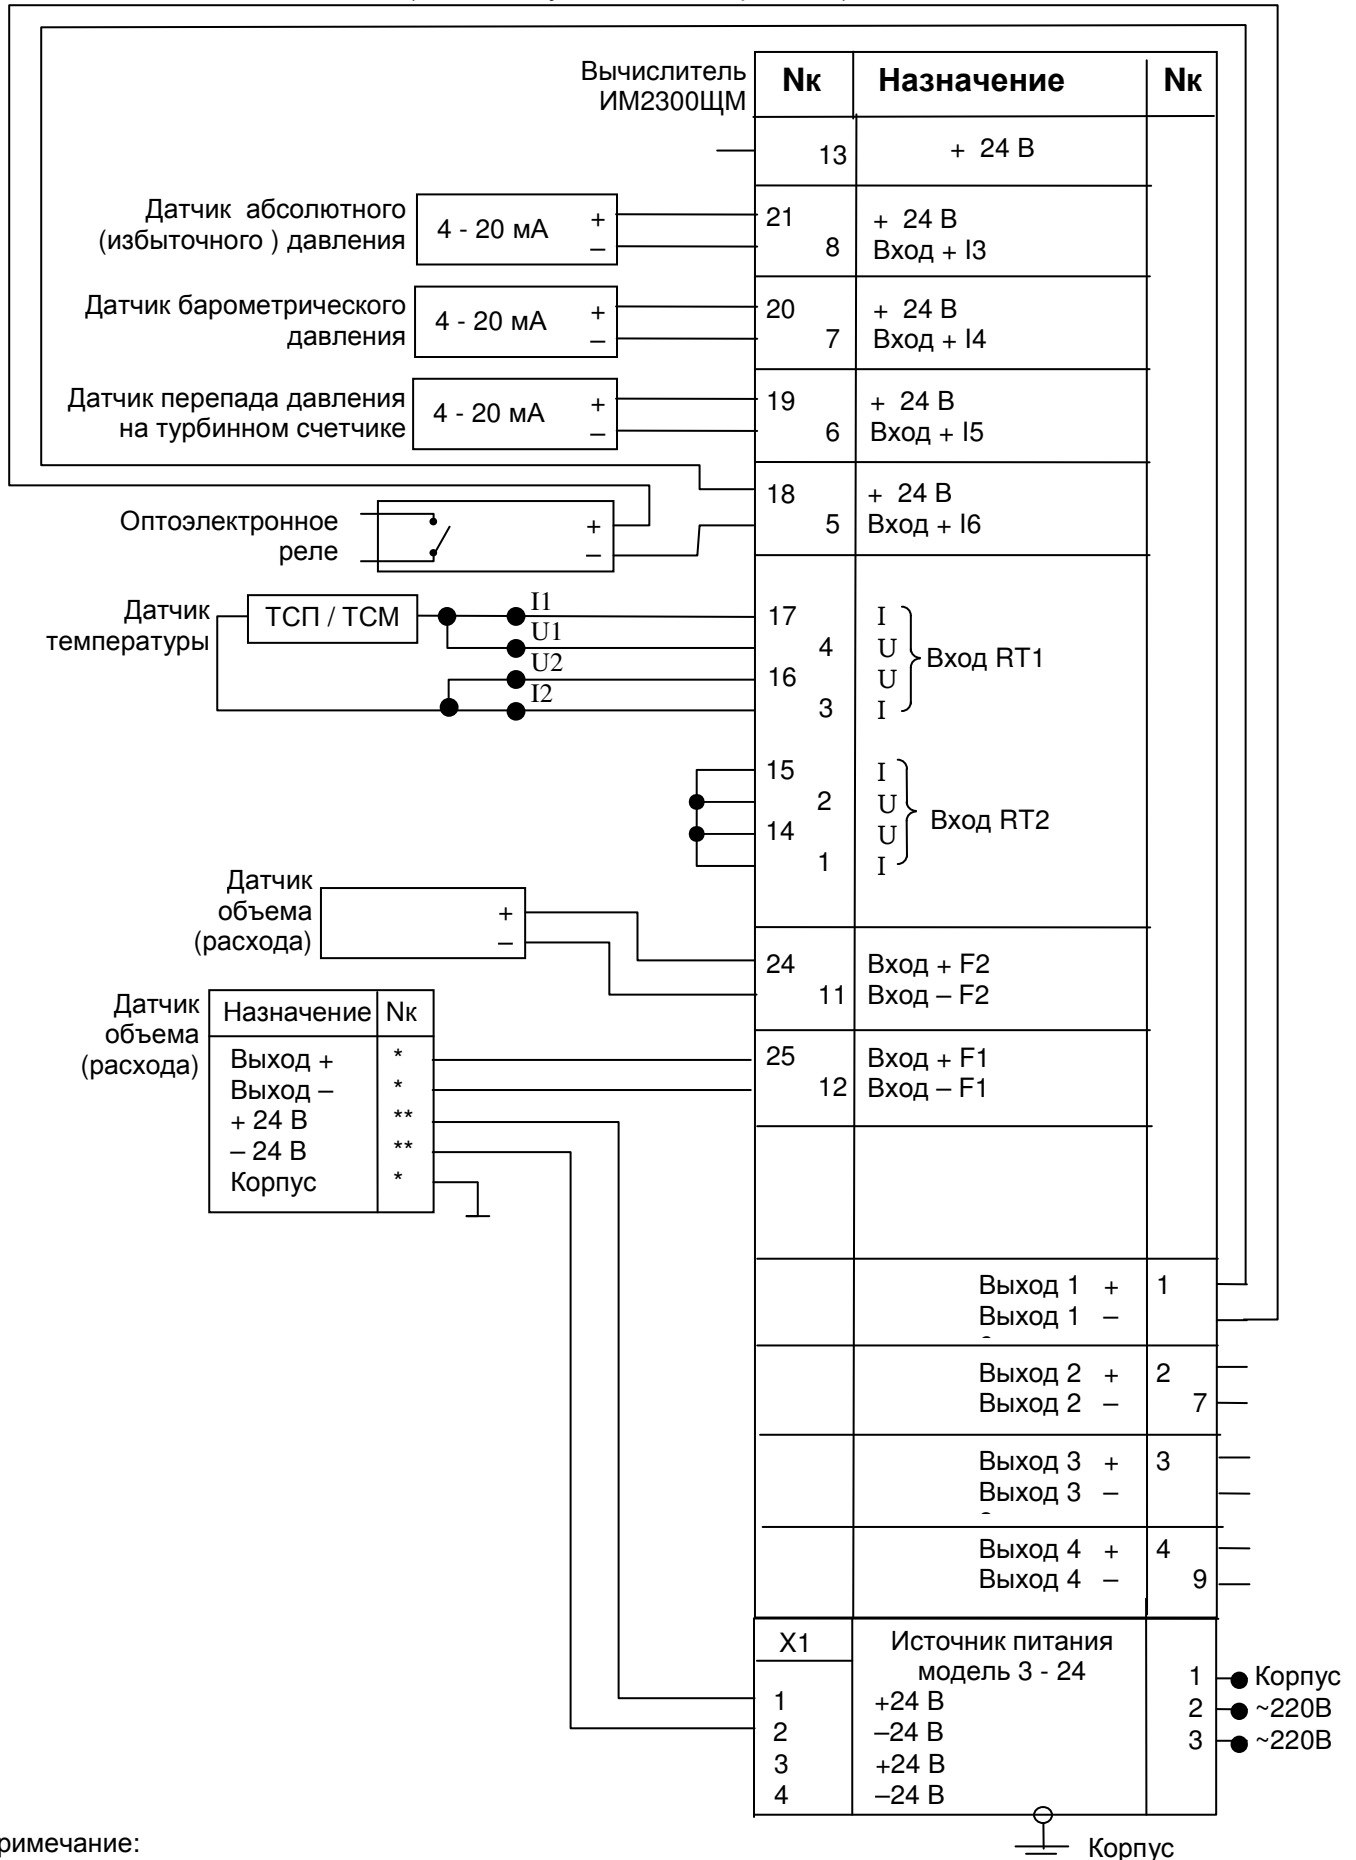 Вычислитель
ИМ2300ЩМ
Nк Назначение Nк
13 + 24 В
Датчик абсолютного
(избыточного ) давления
4 - 20 мА + –
21 + 24 В
8 Вход + I3
Датчик барометрического
давления
4 - 20 мА + –
20 + 24 В
7 Вход + I4
Датчик перепада давления
на турбинном счетчике
4 - 20 мА + –
19 + 24 В
6 Вход + I5
18 + 24 В
5 Вход + I6
Оптоэлектронное
реле
+
–
Датчик
температуры
ТСП / ТСМ
I1
U1
U2
I2
17 I
4 U
16 U
3 I
Вход RT1
15 I
2 U
14 U
1 I
Вход RT2
Датчик
объема
(расхода)
+
–
24 Вход + F2
11 Вход – F2
Датчик
объема
(расхода)
Назначение Nк
Выход + *
Выход – *
+ 24 В **
– 24 В **
Корпус *
25 Вход + F1
12 Вход – F1
Выход 1 + 1
Выход 1 –
Выход 2 + 2
Выход 2 – 7
Выход 3 + 3
Выход 3 –
Выход 4 + 4
Выход 4 – 9
X1 Источник питания
модель 3 - 24
1 +24 В
2 –24 В
3 +24 В
4 –24 В
1 Корпус
2 ~220В
3 ~220В
Корпус
римечание: